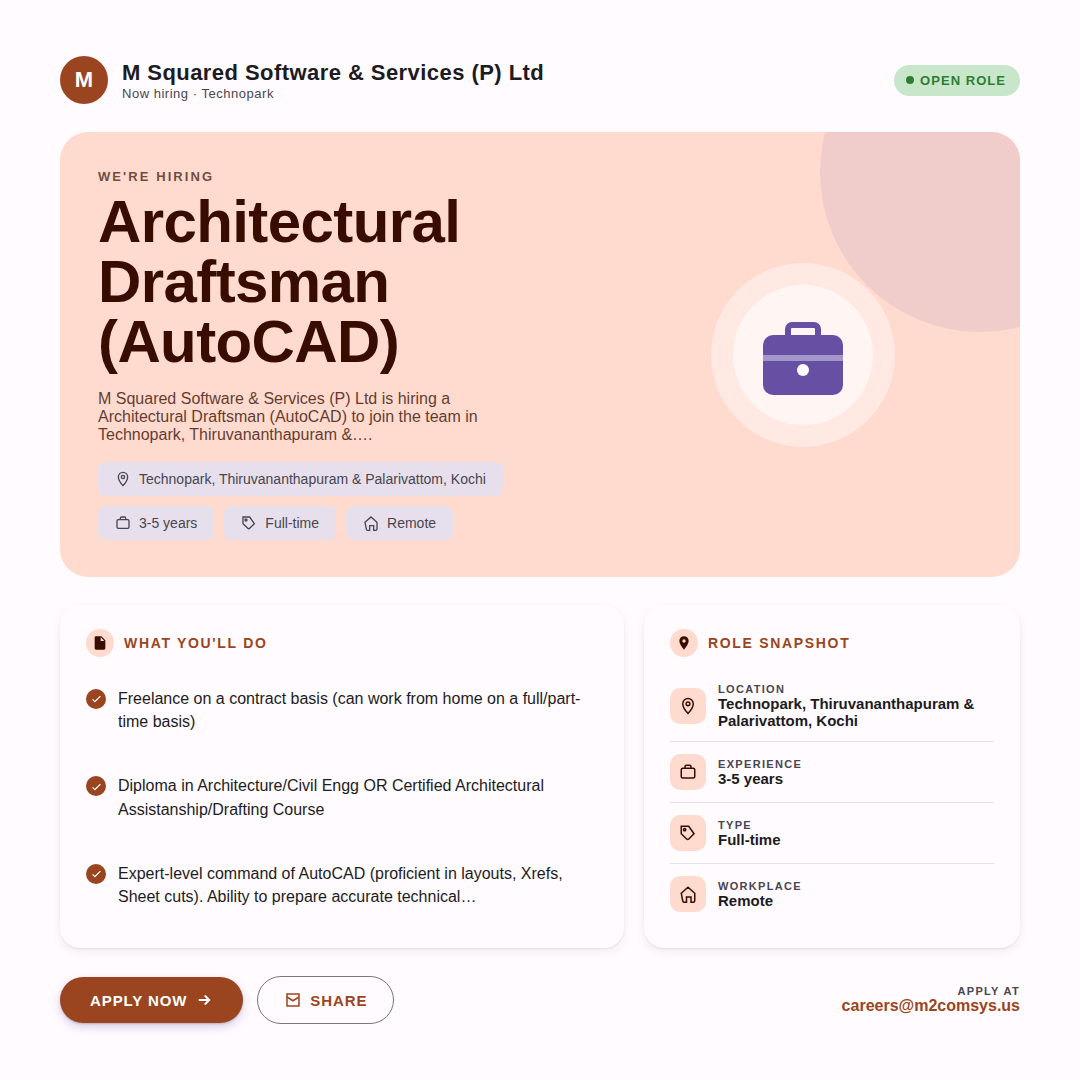 M
M Squared Software & Services (P) Ltd
Now hiring · Technopark
OPEN ROLE
WE'RE HIRING
Architectural
Draftsman
(AutoCAD)
M Squared Software & Services (P) Ltd is hiring a
Architectural Draftsman (AutoCAD) to join the team in
Technopark, Thiruvananthapuram &….
Technopark, Thiruvananthapuram & Palarivattom, Kochi
3-5 years
Full-time
Remote
WHAT YOU'LL DO
Freelance on a contract basis (can work from home on a full/part-
time basis)
Diploma in Architecture/Civil Engg OR Certified Architectural
Assistanship/Drafting Course
Expert-level command of AutoCAD (proficient in layouts, Xrefs,
Sheet cuts). Ability to prepare accurate technical…
ROLE SNAPSHOT
LOCATION
Technopark, Thiruvananthapuram &
Palarivattom, Kochi
EXPERIENCE
3-5 years
TYPE
Full-time
WORKPLACE
Remote
APPLY NOW
SHARE
APPLY AT
careers@m2comsys.us